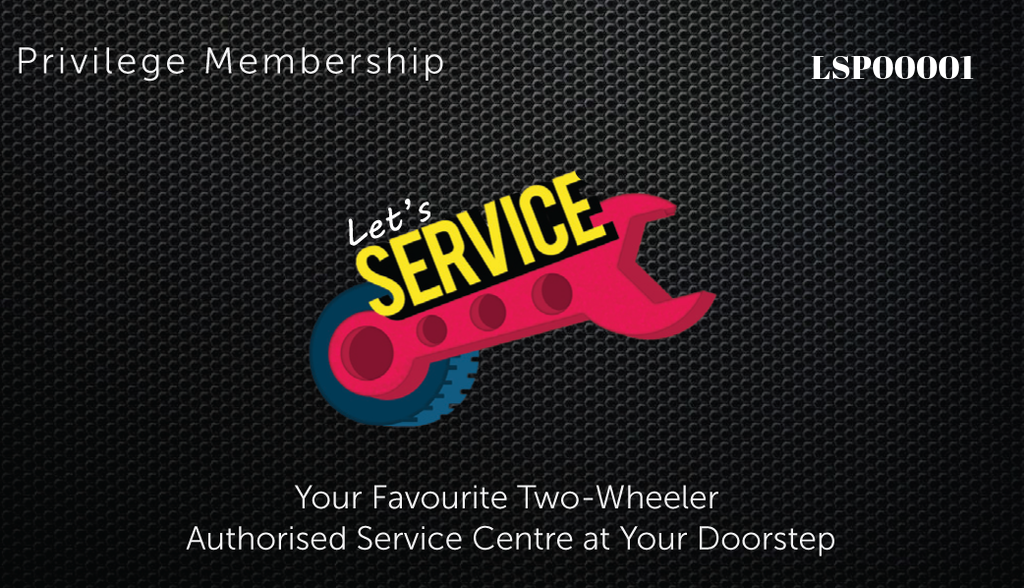 Privilege Membership
LSP00001
Let's
SERVICE
Your Favourite Two-Wheeler
Authorised Service Centre at Your Doorstep